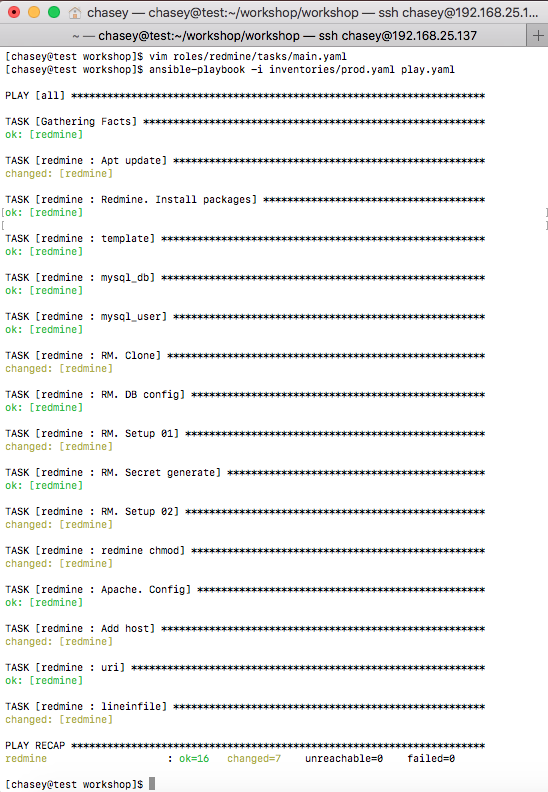 chasey — chasey@test:~/workshop/workshop — ssh chasey@192.168.25.1...
~ — chasey@test:~/workshop/workshop — ssh chasey@192.168.25.137 +
[chasey@test workshop]$ vim roles/redmine/tasks/main.yaml
[chasey@test workshop]$ ansible-playbook -i inventories/prod.yaml play.yaml
PLAY [all] *********************************************************************
TASK [Gathering Facts] *********************************************************
ok: [redmine]
TASK [redmine : Apt update] ****************************************************
changed: [redmine]
TASK [redmine : Redmine. Install packages] *************************************
[ok: [redmine] ]
[ ]
TASK [redmine : template] ******************************************************
ok: [redmine]
TASK [redmine : mysql_db] ******************************************************
ok: [redmine]
TASK [redmine : mysql_user] ****************************************************
ok: [redmine]
TASK [redmine : RM. Clone] *****************************************************
changed: [redmine]
TASK [redmine : RM. DB config] *************************************************
ok: [redmine]
TASK [redmine : RM. Setup 01] **************************************************
changed: [redmine]
TASK [redmine : RM. Secret generate] *******************************************
ok: [redmine]
TASK [redmine : RM. Setup 02] **************************************************
changed: [redmine]
TASK [redmine : redmine chmod] *************************************************
changed: [redmine]
TASK [redmine : Apache. Config] ************************************************
ok: [redmine]
TASK [redmine : Add host] ******************************************************
changed: [redmine]
TASK [redmine : uri] ***********************************************************
ok: [redmine]
TASK [redmine : lineinfile] ****************************************************
changed: [redmine]
PLAY RECAP *********************************************************************
redmine                    : ok=16   changed=7    unreachable=0    failed=0
[chasey@test workshop]$